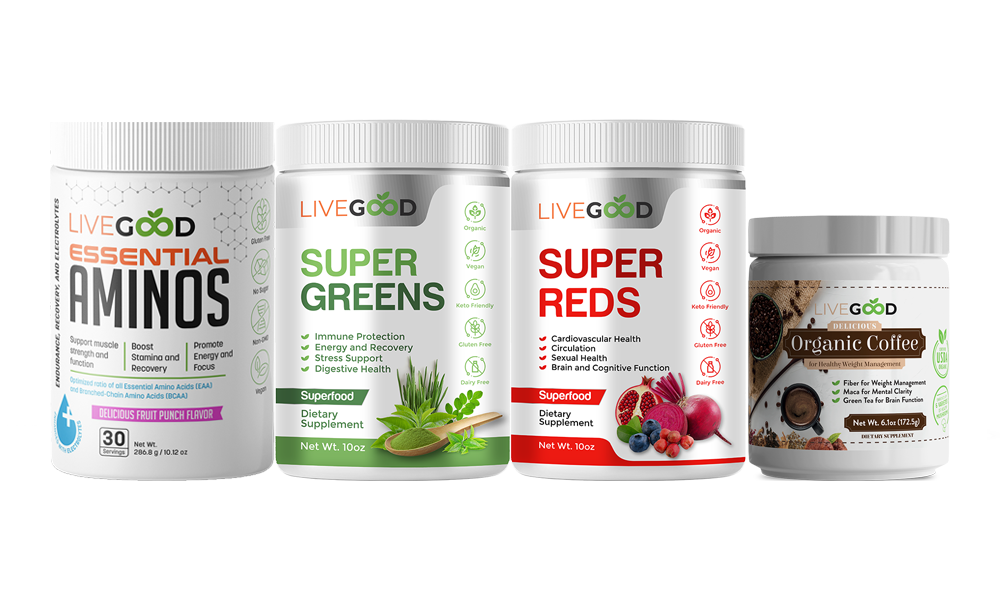 ENDURANCE, RECOVERY, AND ELECTROLYTES
LIVEGOOD
ESSENTIAL
AMINOS
Support muscle
strength and
function
Boost
Stamina and
Recovery
Promote
Energy and
Focus
Optimized ratio of all Essential Amino Acids (EAA)
and Branched-Chain Amino Acids (BCAA)
DELICIOUS FRUIT PUNCH FLAVOR
30
Servings
Net Wt.
286.8 g / 10.12 oz
WITH ELECTROLYTES
Gluten Free
No Sugar
Non-GMO
Vegan
LIVEGOOD
SUPER
GREENS
Immune Protection
Energy and Recovery
Stress Support
Digestive Health
Superfood
Dietary
Supplement
Net Wt. 10oz
Organic
Vegan
Keto Friendly
Gluten Free
Dairy Free
LIVEGOOD
SUPER
REDS
Cardiovascular Health
Circulation
Sexual Health
Brain and Cognitive Function
Superfood
Dietary
Supplement
Net Wt. 10oz
Organic
Vegan
Keto Friendly
Gluten Free
Dairy Free
LIVEGOOD
DELICIOUS
Organic Coffee
for Healthy Weight Management
Fiber for Weight Management
Maca for Mental Clarity
Green Tea for Brain Function
Net Wt. 6.1oz (172.5g)
DIETARY SUPPLEMENT
USDA